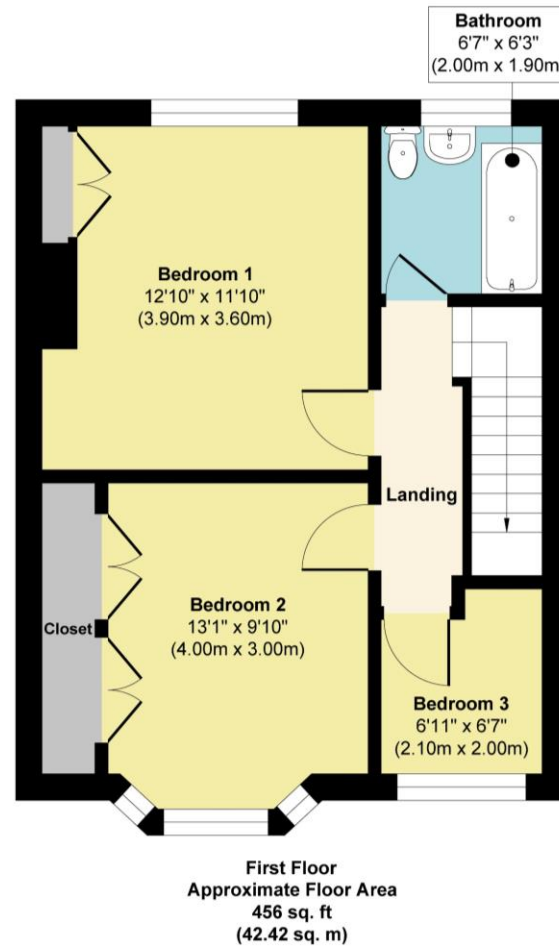 Bathroom
6'7" x 6'3"
(2.00m x 1.90m
Bedroom 1
12'10" x 11'10"
(3.90m x 3.60m)
Landing
Closet
Bedroom 2
13'1" x 9'10"
(4.00m x 3.00m)
Bedroom 3
6'11" x 6'7"
(2.10m x 2.00m)
First Floor
Approximate Floor Area
456 sq. ft
(42.42 sq. m)